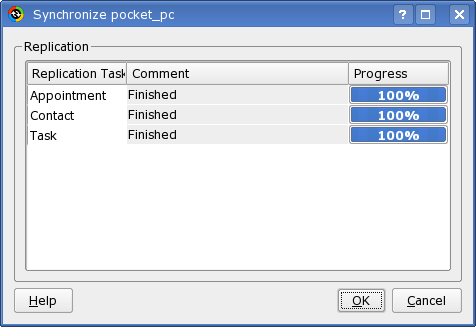 Synchronize pocket_pc
Replication
Replication Task Comment Progress
Appointment Finished 100%
Contact Finished 100%
Task Finished 100%
Help OK Cancel